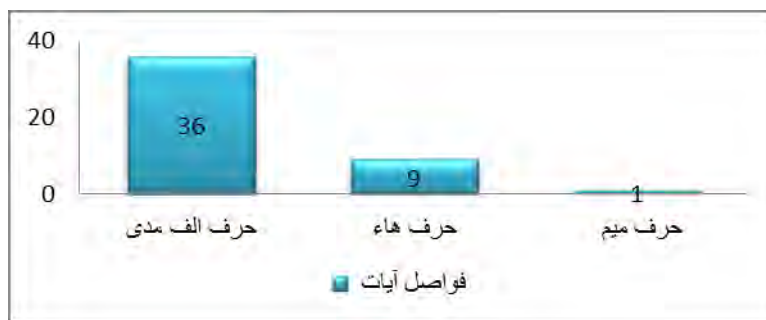 40
20
0
36
9
1
حرف الف مدی
حرف هاء
حرف میم
فواصل آیات